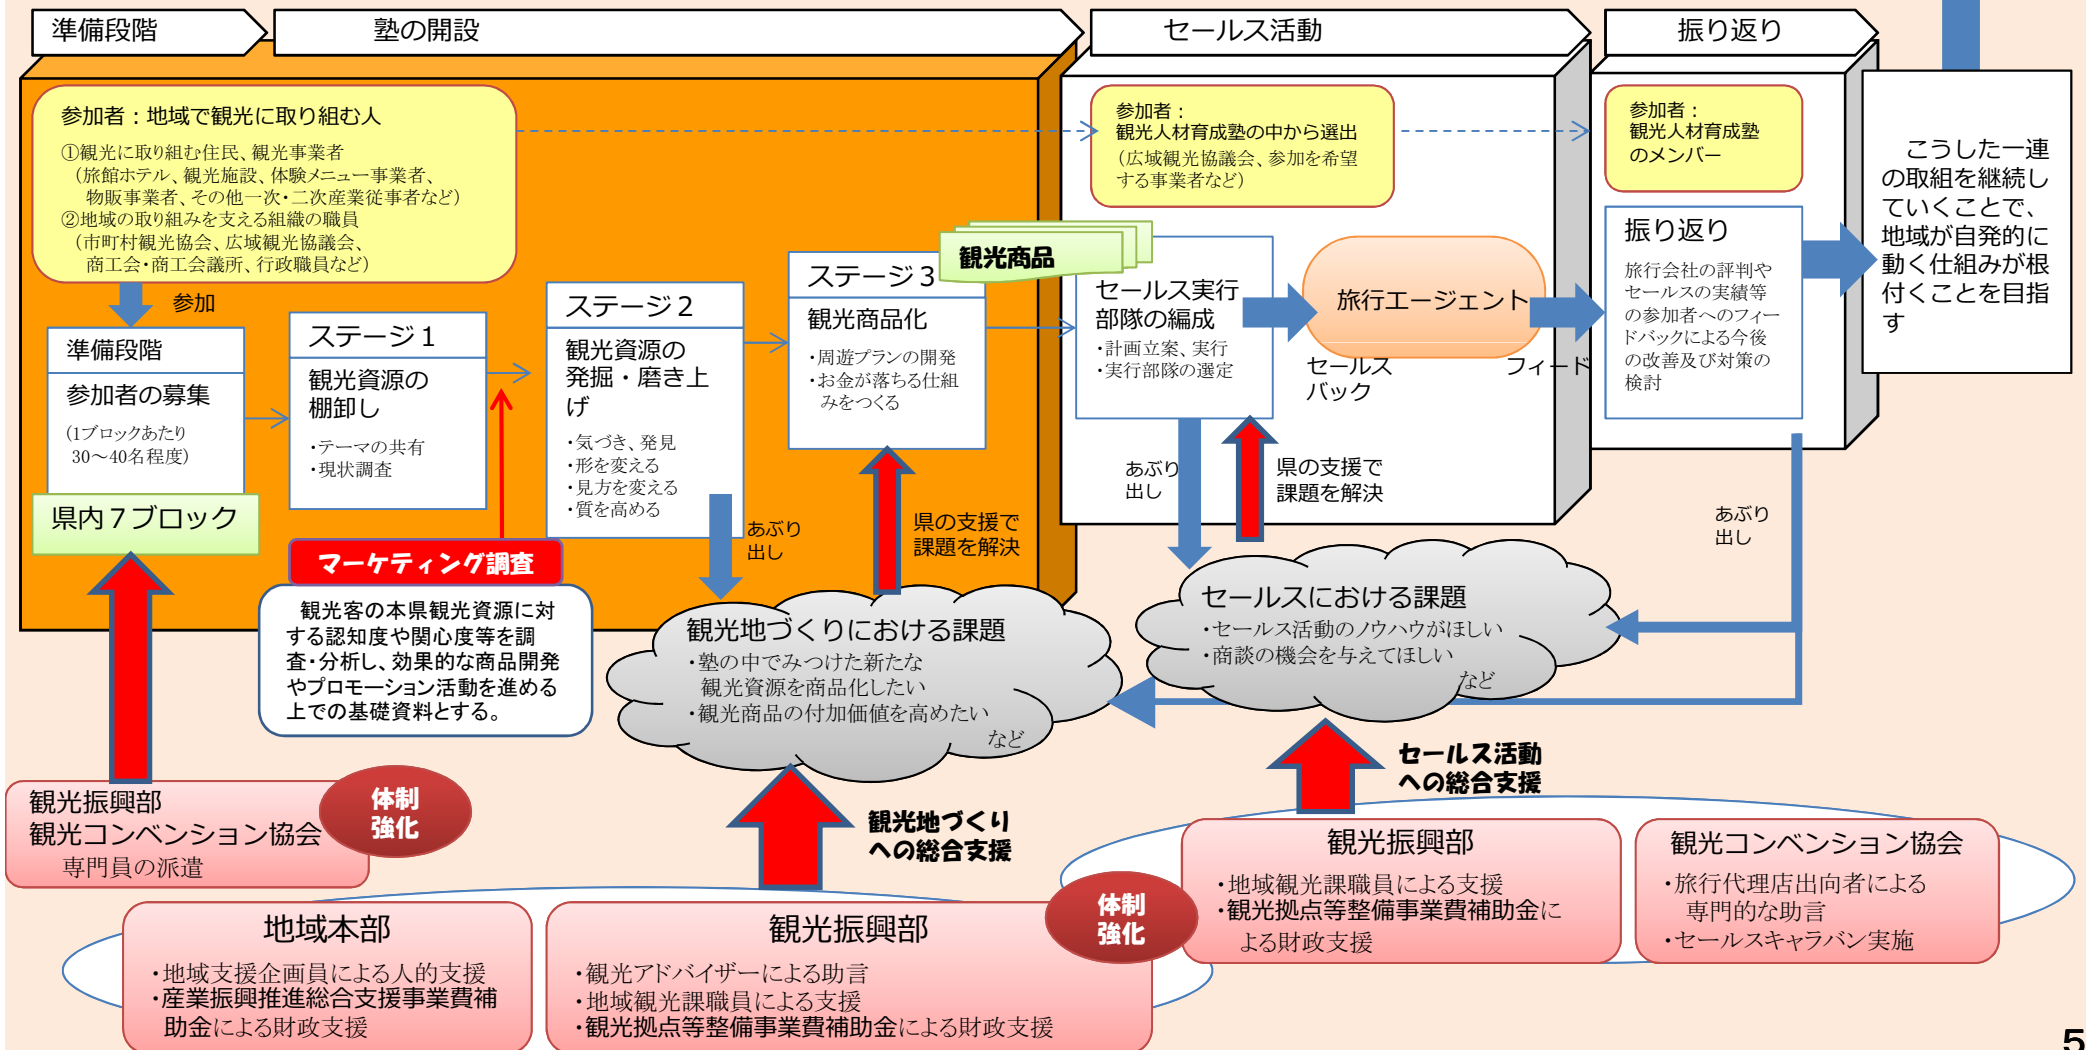 準備段階
塾の開設
セールス活動
振り返り
参加者：地域で観光に取り組む人
①観光に取り組む住民、観光事業者
（旅館ホテル、観光施設、体験メニュー事業者、
物販事業者、その他一次・二次産業従事者など）
②地域の取り組みを支える組織の職員
（市町村観光協会、広域観光協議会、
商工会・商工会議所、行政職員など）
参加
準備段階
参加者の募集
（1ブロックあたり
30～40名程度）
県内７ブロック
ステージ１
観光資源の
棚卸し
・テーマの共有
・現状調査
マーケティング調査
観光客の本県観光資源に対
する認知度や関心度等を調
査・分析し、効果的な商品開発
やプロモーション活動を進める
上での基礎資料とする。
ステージ２
観光資源の
発掘・磨き上
げ
・気づき、発見
・形を変える
・見方を変える
・質を高める
あぶり
出し
ステージ３
観光商品化
・周遊プランの開発
・お金が落ちる仕組
みをつくる
観光商品
県の支援で
課題を解決
参加者：
観光人材育成塾の中から選出
（広域観光協議会、参加を希望
する事業者など）
セールス実行
部隊の編成
・計画立案、実行
・実行部隊の選定
旅行エージェント
セールス
バック
フィード
あぶり
出し
県の支援で
課題を解決
参加者：
観光人材育成塾
のメンバー
振り返り
旅行会社の評判や
セールスの実績等
の参加者へのフィー
ドバックによる今後
の改善及び対策の
検討
あぶり
出し
こうした一連
の取組を継続し
ていくことで、
地域が自発的に
動く仕組みが根
付くことを目指
す
観光地づくりにおける課題
・塾の中でみつけた新たな
観光資源を商品化したい
・観光商品の付加価値を高めたい
など
セールスにおける課題
・セールス活動のノウハウがほしい
・商談の機会を与えてほしい
など
観光振興部
観光コンベンション協会
専門員の派遣
体制
強化
観光地づくり
への総合支援
セールス活動
への総合支援
地域本部
・地域支援企画員による人的支援
・産業振興推進総合支援事業費補
助金による財政支援
観光振興部
・観光アドバイザーによる助言
・地域観光課職員による支援
・観光拠点等整備事業費補助金による財政支援
体制
強化
観光振興部
・地域観光課職員による支援
・観光拠点等整備事業費補助金に
よる財政支援
観光コンベンション協会
・旅行代理店出向者による
専門的な助言
・セールスキャラバン実施
5